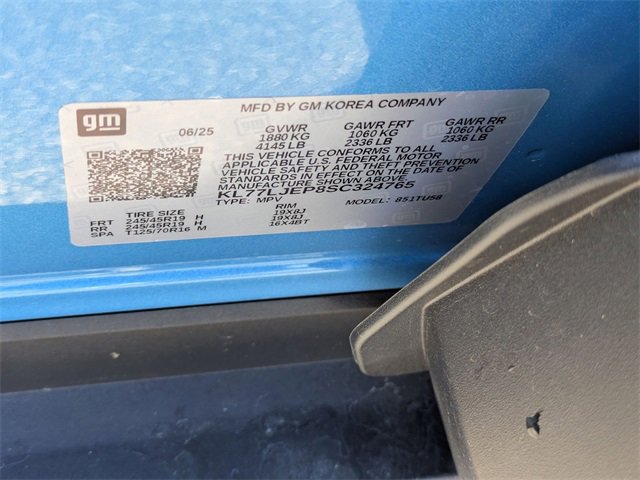 gm
MFD BY GM KOREA COMPANY
06/25 GVWR GAWR FRT GAWR RR
1880 KG 1060 KG 1060 KG
4145 LB 2336 LB 2336 LB
THIS VEHICLE CONFORMS TO ALL
APPLICABLE U.S. FEDERAL MOTOR
VEHICLE SAFETY AND THEFT PREVENTION
STANDARDS IN EFFECT ON THE DATE OF
MANUFACTURE SHOWN ABOVE.
KL77LJEP8SC324765
TYPE: MPV MODEL: 851TU58
TIRE SIZE RIM
FRT 245/45R19 H 19X8J
RR 245/45R19 H 19X8J
SPA T125/70R16 M 16X4BT